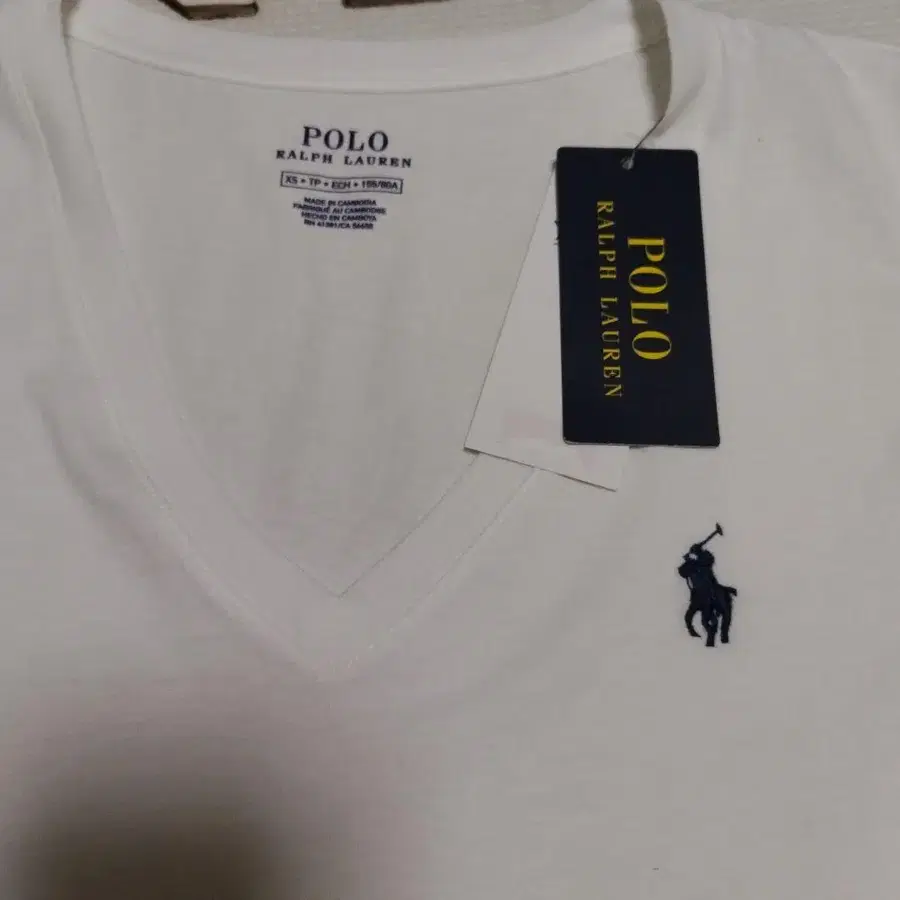 POLO
RALPH LAUREN
XS • TP • ECH • 155/80A
MADE IN CAMBODIA
FABRIQUÉ AU CAMBODGE
HECHO EN CAMBOYA
POLO
RALPH LAUREN